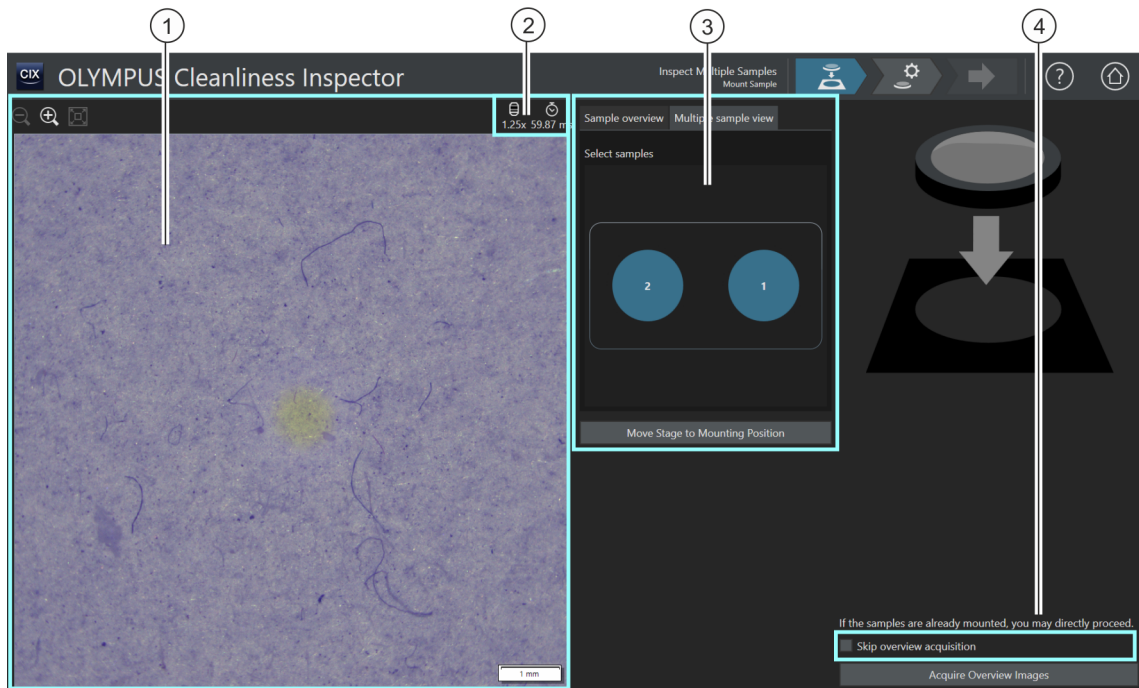 1
2
3
4
CIX
OLYMPUS Cleanliness Inspector
Inspect Multiple Samples
Mount Sample
?
1.25x 59.87 ms
Sample overview
Multiple sample view
Select samples
2
1
Move Stage to Mounting Position
If the samples are already mounted, you may directly proceed.
Skip overview acquisition
Acquire Overview Images
1 mm